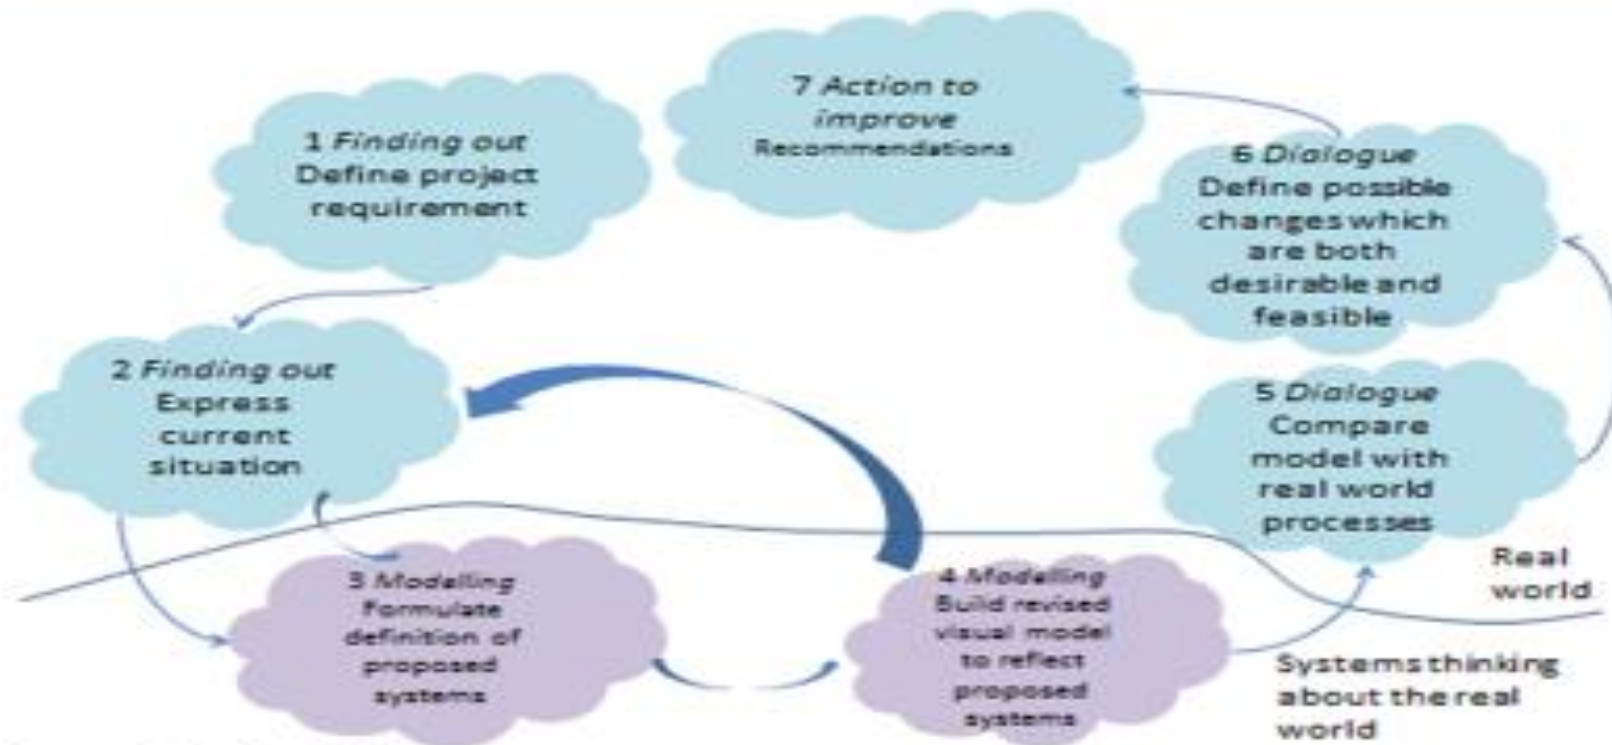 1 Finding out
Define project
requirement
2 Finding out
Express
current
situation
3 Modelling
Formulate
definition of
proposed
systems
4 Modelling
Build revised
visual model
to reflect
proposed
systems
5 Dialogue
Compare
model with
real world
processes
6 Dialogue
Define possible
changes which
are both
desirable and
feasible
7 Action to
improve
Recommendations
Real
world
Systems thinking
about the real
world